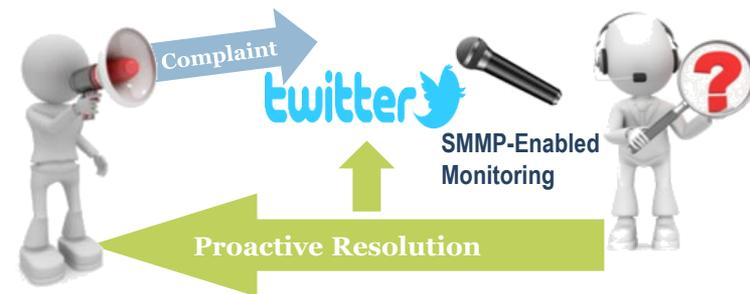 Complaint
twitter
?
SMMP-Enabled
Monitoring
Proactive Resolution